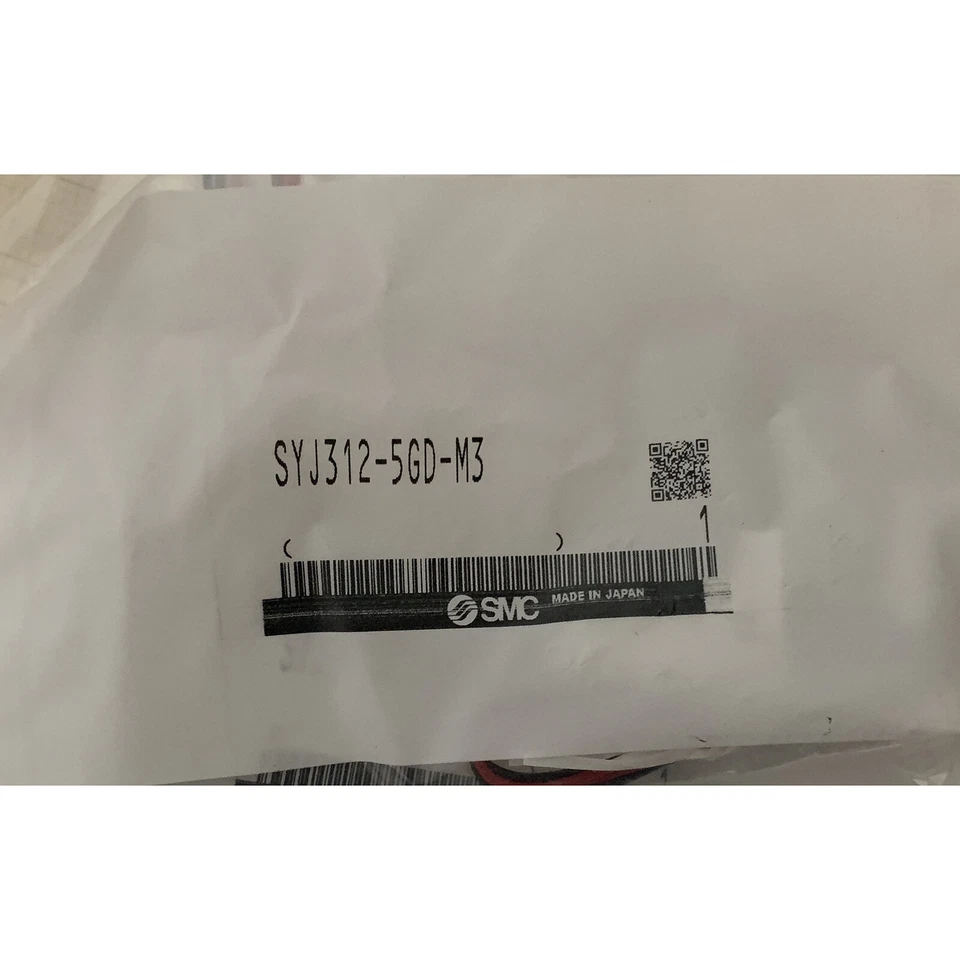 SYJ312-5GD-M3
( )
1
SMC MADE IN JAPAN